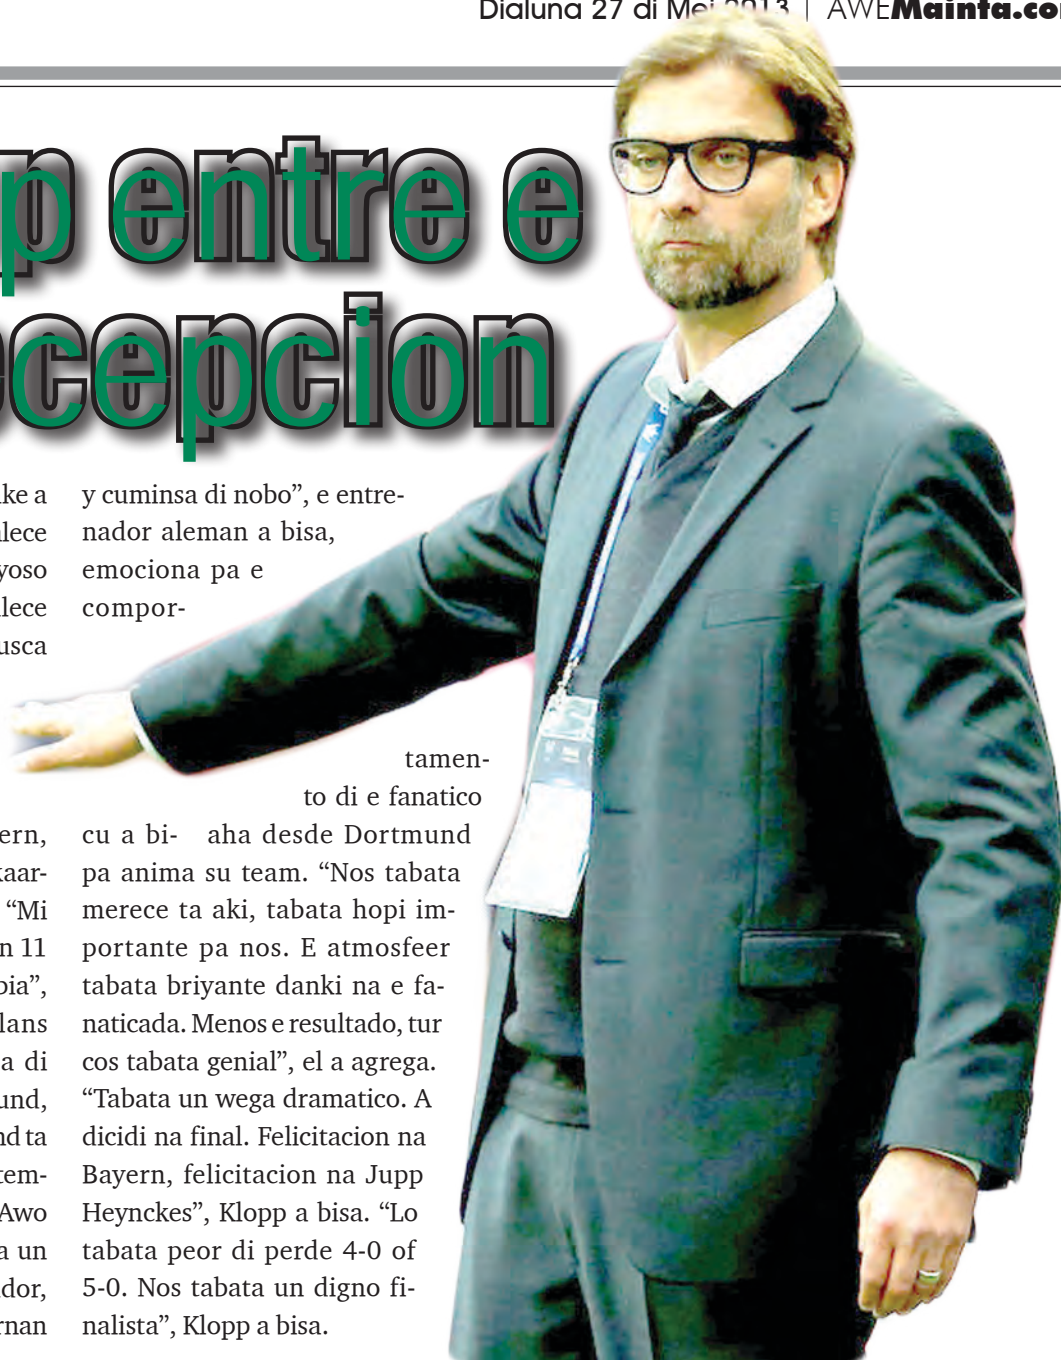 Dialuna 27 di Mei 2013 | AWEMainta.co
p entre e
cepcion
ke a
lece
yoso
lece
usca
ern,
kaar-
“Mi
n 11
bia”,
lans
a di
und,
nd ta
tem-
Awo
a un
dor,
rnan
y cuminsa di nobo”, e entre-
nador aleman a bisa,
emociona pa e
compor-
tamen-
to di e fanatico
cu a bi- aha desde Dortmund
pa anima su team. “Nos tabata
merece ta aki, tabata hopi im-
portante pa nos. E atmosfeer
tabata briyante danki na e fa-
naticada. Menos e resultado, tur
cos tabata genial”, el a agrega.
“Tabata un wega dramatico. A
dicidi na final. Felicitacion na
Bayern, felicitacion na Jupp
Heynckes”, Klopp a bisa. “Lo
tabata peor di perde 4-0 of
5-0. Nos tabata un digno fi-
nalista”, Klopp a bisa.